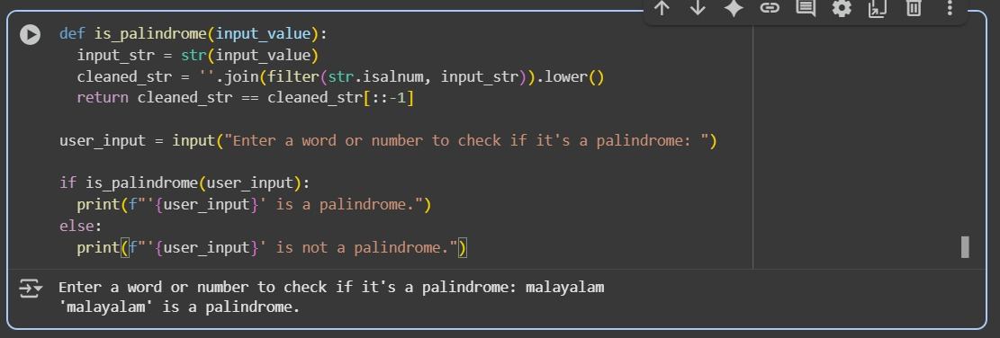 def is_palindrome(input_value):
  input_str = str(input_value)
  cleaned_str = ''.join(filter(str.isalnum, input_str)).lower()
  return cleaned_str == cleaned_str[::-1]

user_input = input("Enter a word or number to check if it's a palindrome: ")

if is_palindrome(user_input):
  print(f"'{user_input}' is a palindrome.")
else:
  print(f"'{user_input}' is not a palindrome.")
Enter a word or number to check if it's a palindrome: malayalam
'malayalam' is a palindrome.